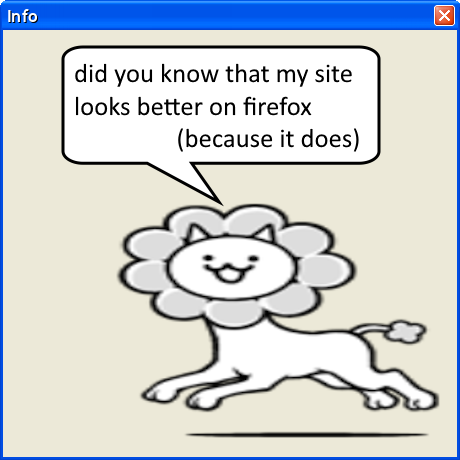 Info
did you know that my site
looks better on firefox
(because it does)